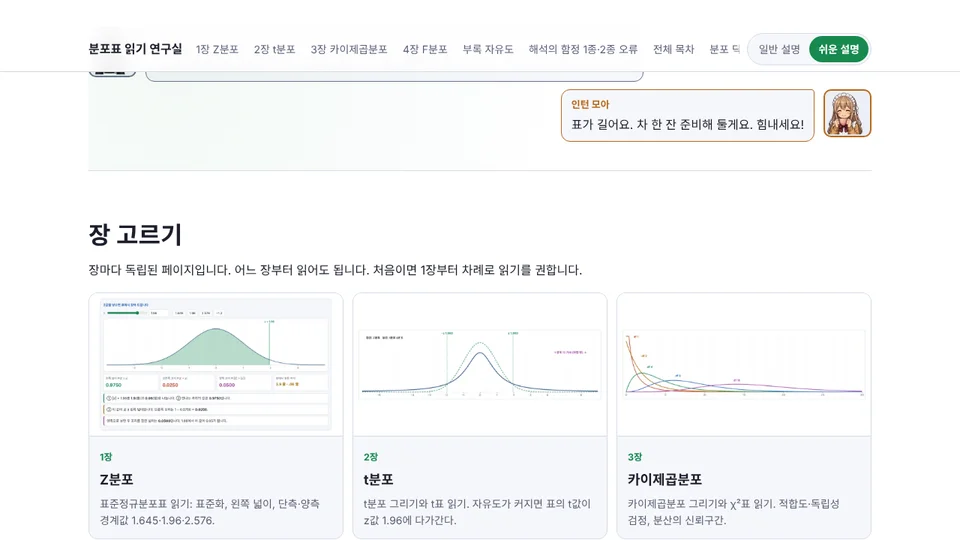 분포표 읽기 연구실
1장 Z분포
2장 t분포
3장 카이제곱분포
4장 F분포
부록 자유도
해석의 함정 1종·2종 오류
전체 목차
분포
일반 설명
쉬운 설명
인턴 모아
표가 길어요. 차 한 잔 준비해 둘게요. 힘내세요!
장 고르기
장마다 독립된 페이지입니다. 어느 장부터 읽어도 됩니다. 처음이면 1장부터 차례로 읽기를 권합니다.
0.9750
0.0250
0.0500
1장
Z분포
표준정규분포표 읽기: 표준화, 왼쪽 넓이, 단측·양측
경계값 1.645·1.96·2.576.
2장
t분포
t분포 그리기와 t표 읽기. 자유도가 커지면 표의 t값이
z값 1.96에 다가간다.
3장
카이제곱분포
카이제곱분포 그리기와 χ²표 읽기. 적합도·독립성
검정, 분산의 신뢰구간.